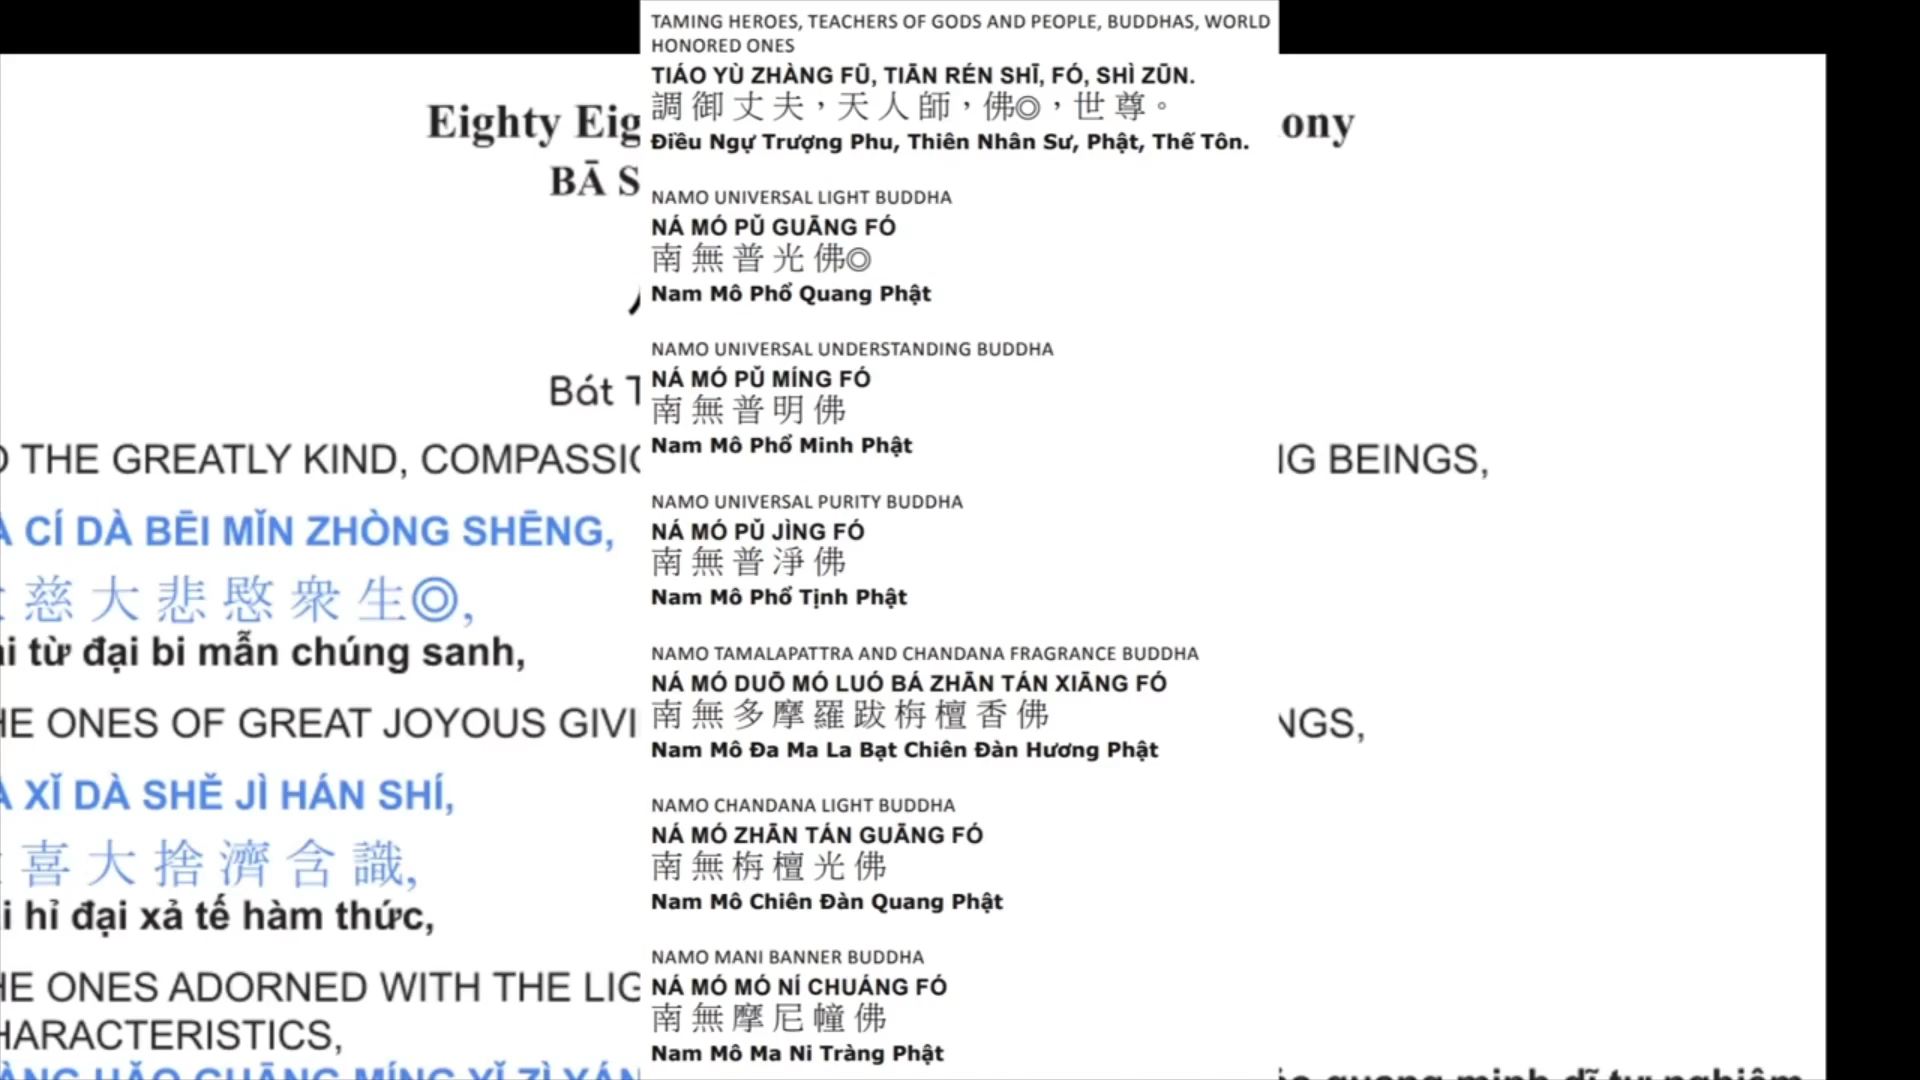 TAMING HEROES, TEACHERS OF GODS AND PEOPLE, BUDDHAS, WORLD
HONORED ONES
TIÁO YÙ ZHÀNG FŪ, TIĀN RÉN SHĪ, FÓ, SHÌ ZŪN.
調御丈夫，天人師，佛◎，世尊。
Điều Ngự Trượng Phu, Thiên Nhân Sư, Phật, Thế Tôn.
NAMO UNIVERSAL LIGHT BUDDHA
NÁ MÓ PǓ GUĀNG FÓ
南無普光佛◎
Nam Mô Phổ Quang Phật
NAMO UNIVERSAL UNDERSTANDING BUDDHA
NÁ MÓ PǓ MÍNG FÓ
南無普明佛
Nam Mô Phổ Minh Phật
NAMO UNIVERSAL PURITY BUDDHA
NÁ MÓ PǓ JÌNG FÓ
南無普淨佛
Nam Mô Phổ Tịnh Phật
NAMO TAMALAPATTRA AND CHANDANA FRAGRANCE BUDDHA
NÁ MÓ DUŌ MÓ LUÓ BÁ ZHĀN TÁN XIĀNG FÓ
南無多摩羅跋栴檀香佛
Nam Mô Đa Ma La Bạt Chiên Đàn Hương Phật
NAMO CHANDANA LIGHT BUDDHA
NÁ MÓ ZHĀN TÁN GUĀNG FÓ
南無栴檀光佛
Nam Mô Chiên Đàn Quang Phật
NAMO MANI BANNER BUDDHA
NÁ MÓ MÓ NÍ CHUÁNG FÓ
南無摩尼幢佛
Nam Mô Ma Ni Tràng Phật
Eighty Eig
ony
BĀ S
Bát T
THE GREATLY KIND, COMPASSIO
BEINGS,
CÍ DÀ BĒI MǏN ZHÒNG SHĒNG,
慈大悲愍衆生◎,
từ đại bi mẫn chúng sanh,
ONES OF GREAT JOYOUS GIVI
NGS,
XǏ DÀ SHĚ JÌ HÁN SHÍ,
喜大捨濟含識,
hỉ đại xả tế hàm thức,
ONES ADORNED WITH THE LIG
HARACTERISTICS,